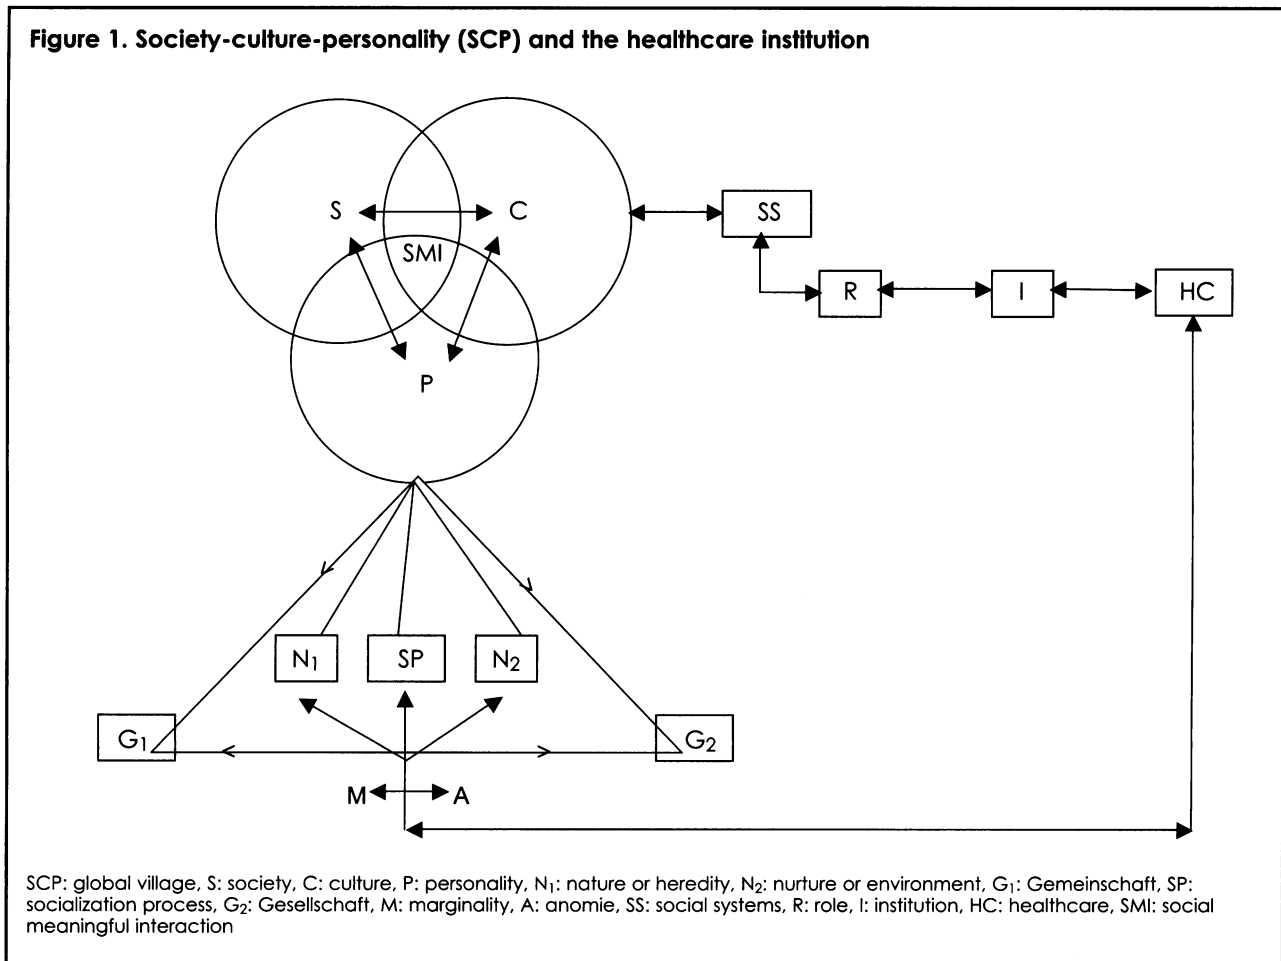 Figure 1. Society-culture-personality (SCP) and the healthcare institution
S
C
SS
SMI
R
I
HC
P
N₁
SP
N₂
G₁
G₂
M
A
SCP: global village, S: society, C: culture, P: personality, N₁: nature or heredity, N₂: nurture or environment, G₁: Gemeinschaft, SP:
socialization process, G₂: Gesellschaft, M: marginality, A: anomie, SS: social systems, R: role, I: institution, HC: healthcare, SMI: social
meaningful interaction